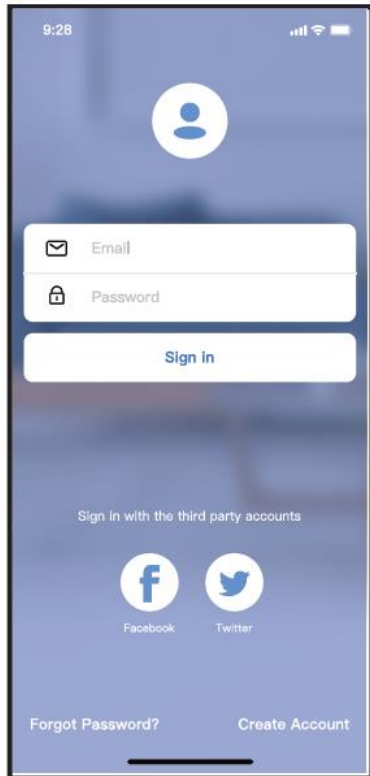 9:28
Email
Password
Sign in
Sign in with the third party accounts
Facebook Twitter
Forgot Password? Create Account